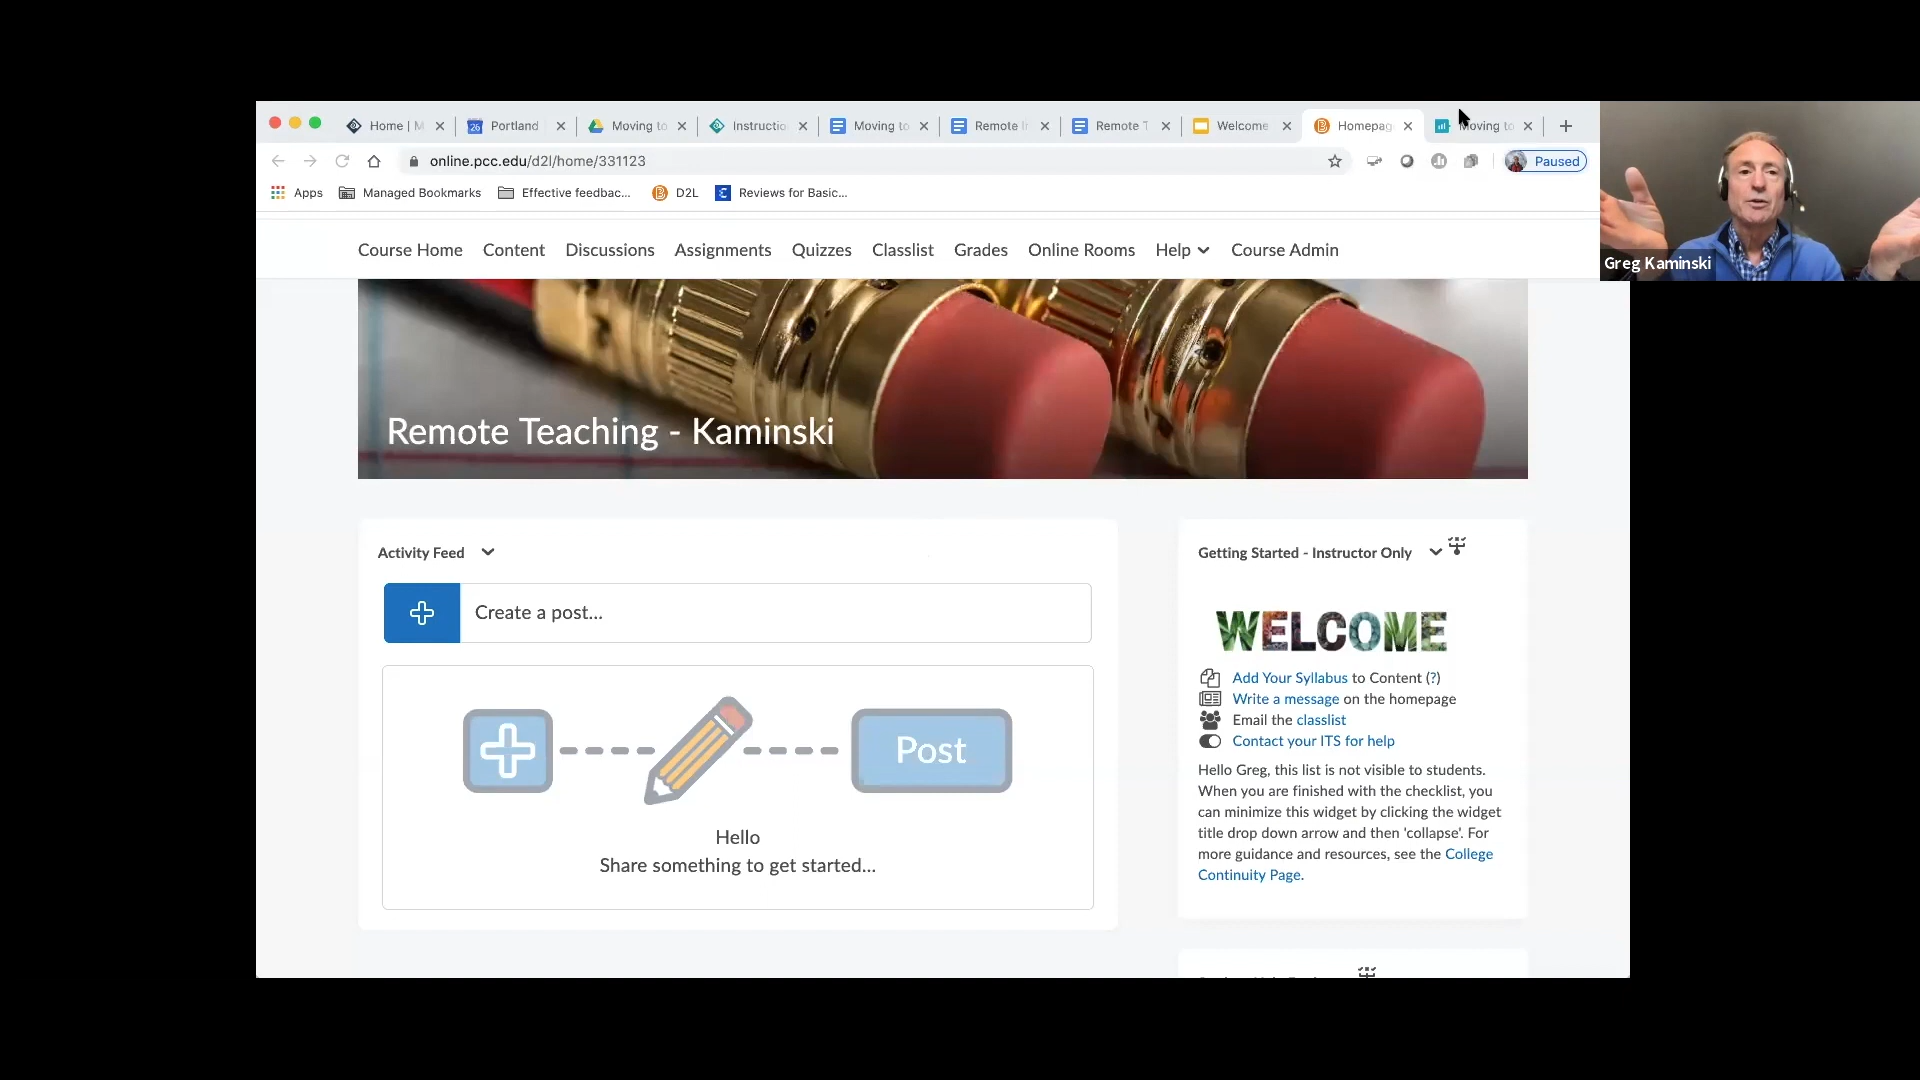 Home | M
Portland
Moving to
Instructio
Moving to
Remote I
Remote T
Welcome
Homepag
Moving to
online.pcc.edu/d2l/home/331123
Paused
Apps
Managed Bookmarks
Effective feedbac...
D2L
Reviews for Basic...
Course Home Content Discussions Assignments Quizzes Classlist Grades Online Rooms Help Course Admin
Greg Kaminski
Remote Teaching - Kaminski
Activity Feed
Create a post...
Post
Hello
Share something to get started...
Getting Started - Instructor Only
WELCOME
Add Your Syllabus to Content (?)
Write a message on the homepage
Email the classlist
Contact your ITS for help
Hello Greg, this list is not visible to students.
When you are finished with the checklist, you
can minimize this widget by clicking the widget
title drop down arrow and then 'collapse'. For
more guidance and resources, see the College
Continuity Page.